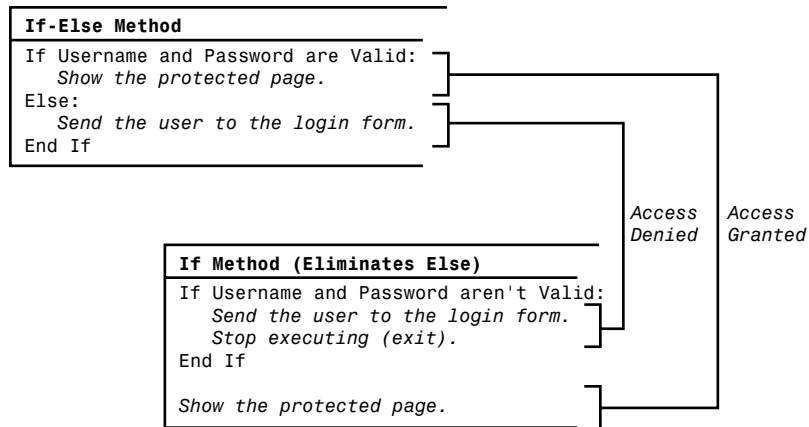 If-Else Method
If Username and Password are Valid:
Show the protected page.
Else:
Send the user to the login form.
End If
Access Denied
Access Granted
If Method (Eliminates Else)
If Username and Password aren't Valid:
Send the user to the login form.
Stop executing (exit).
End If
Show the protected page.